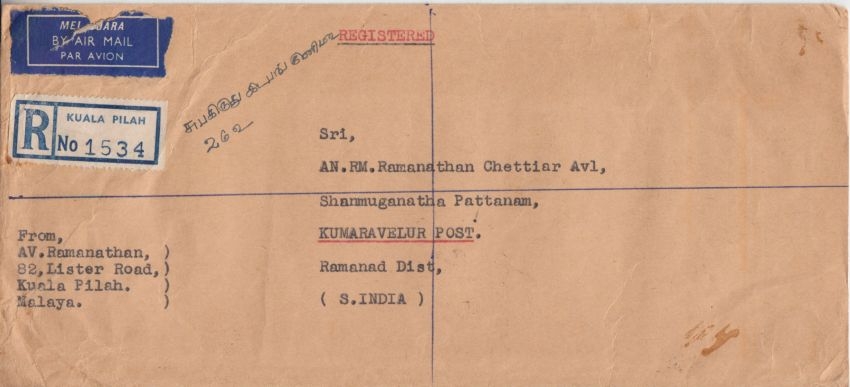 MEL UDARA
BY AIR MAIL
PAR AVION
REGISTERED
R
KUALA PILAH
No 1534
262
Sri,
AN.RM.Ramanathan Chettiar Avl,
Shanmuganatha Pattanam,
KUMARAVELUR POST.
Ramanad Dist,
( S.INDIA )
From,
AV.Ramanathan, )
82,Lister Road,)
Kuala Pilah. )
Malaya. )